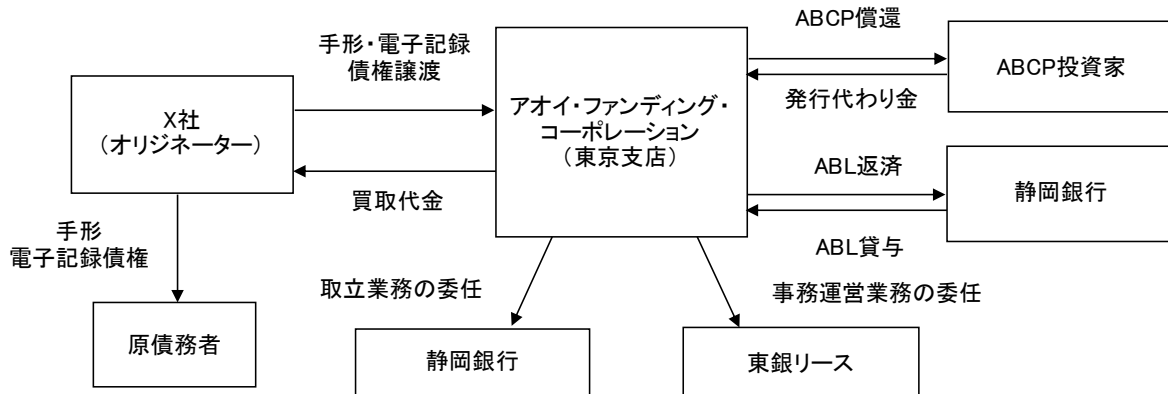 手形・電子記録
債権譲渡
ABCP償還
X社
（オリジネーター）
アオイ・ファンディング・
コーポレーション
（東京支店）
ABCP投資家
発行代わり金
買取代金
ABL返済
静岡銀行
ABL貸与
手形
電子記録債権
取立業務の委任
事務運営業務の委任
原債務者
静岡銀行
東銀リース